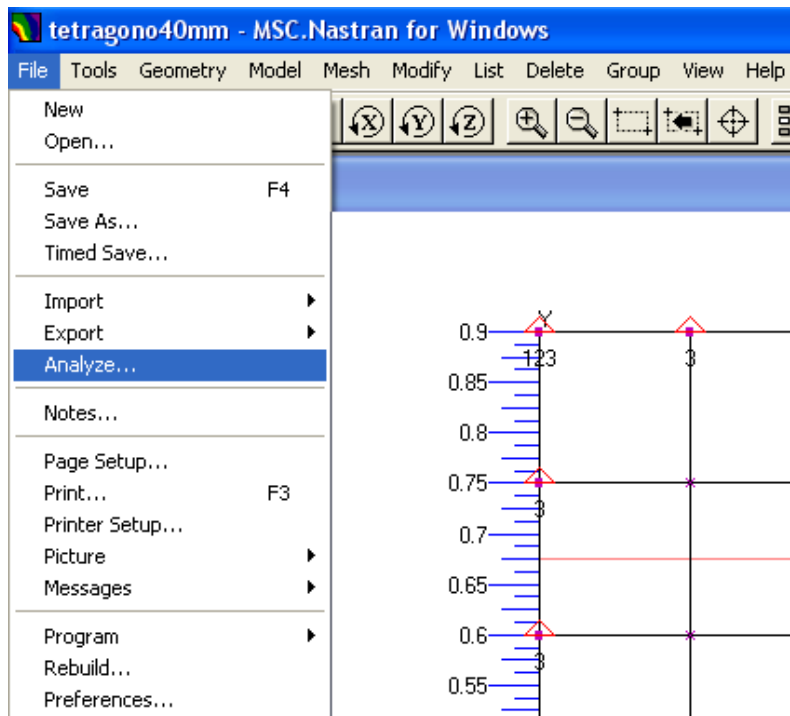 tetragono40mm - MSC.Nastran for Windows
File Tools Geometry Model Mesh Modify List Delete Group View Help
New
Open...
X Y Z
Save F4
Save As...
Timed Save...
Import
Export
Analyze...
Notes...
Page Setup...
Print... F3
Printer Setup...
Picture
Messages
Program
Rebuild...
Preferences...
Y
0.9
123 3
0.85
0.8
0.75
3
0.7
0.65
0.6
3
0.55